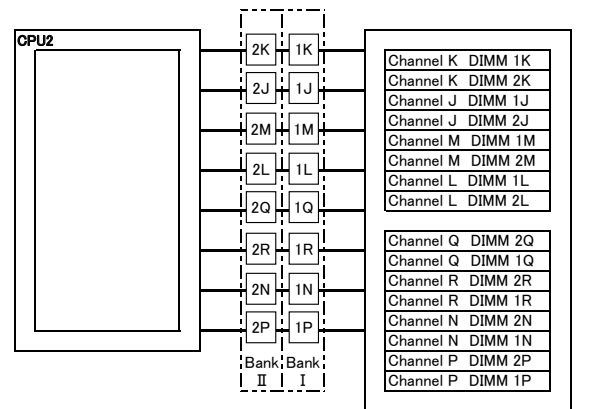 CPU2
2K 1K
2J 1J
2M 1M
2L 1L
2Q 1Q
2R 1R
2N 1N
2P 1P
Bank Bank
II I
Channel K DIMM 1K
Channel K DIMM 2K
Channel J DIMM 1J
Channel J DIMM 2J
Channel M DIMM 1M
Channel M DIMM 2M
Channel L DIMM 1L
Channel L DIMM 2L
Channel Q DIMM 2Q
Channel Q DIMM 1Q
Channel R DIMM 2R
Channel R DIMM 1R
Channel N DIMM 2N
Channel N DIMM 1N
Channel P DIMM 2P
Channel P DIMM 1P